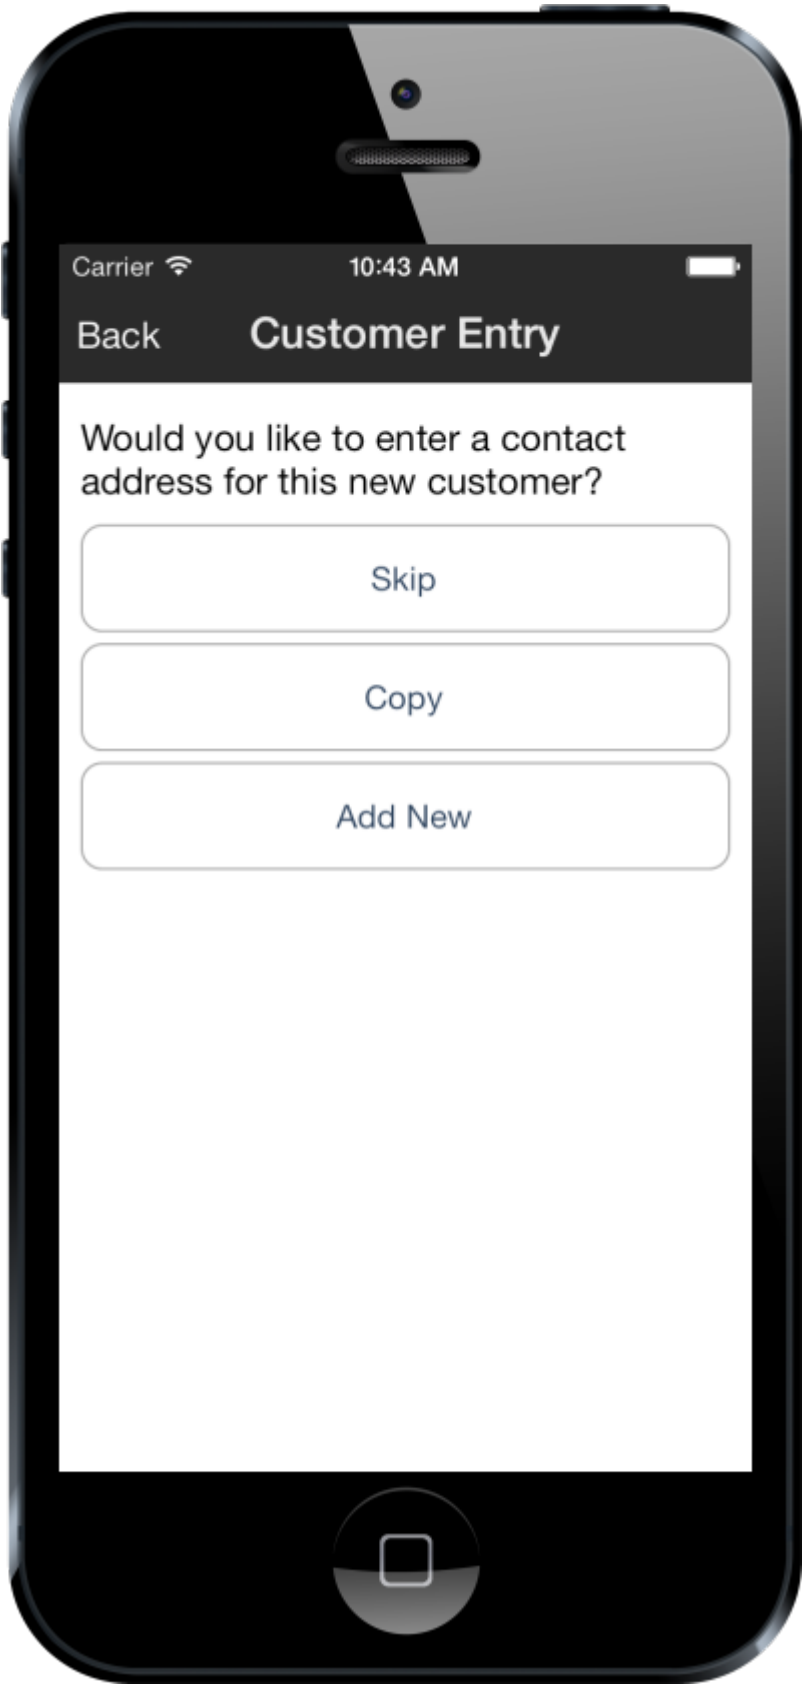 Carrier 10:43 AM
Back Customer Entry
Would you like to enter a contact
address for this new customer?
Skip
Copy
Add New